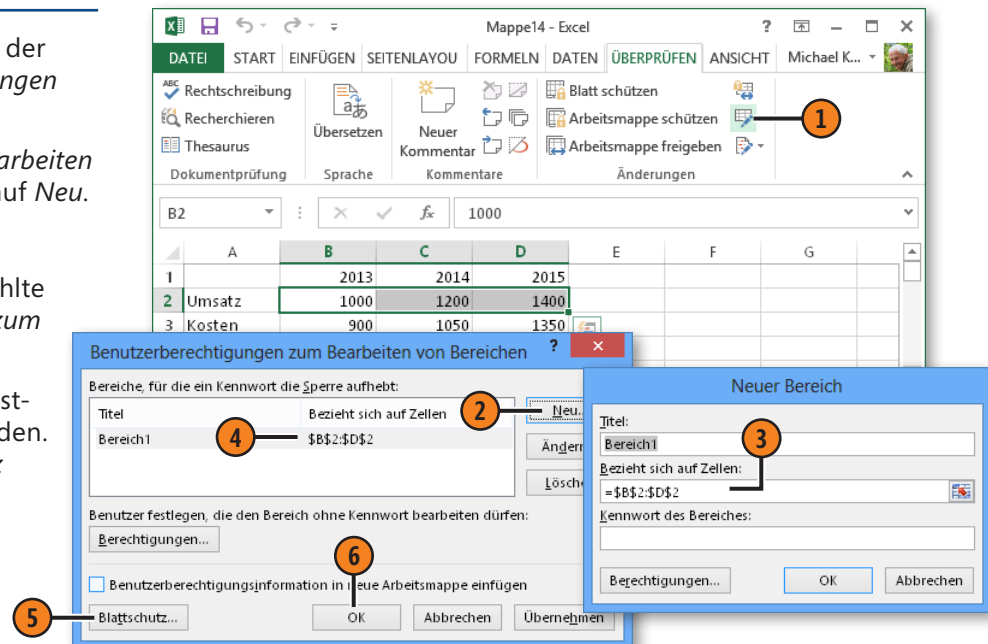 der
ngen
arbeiten
uf Neu.
hlte
zum
st-
den.
Mappe14 - Excel
?
DATEI START EINFÜGEN SEITENLAYOU FORMELN DATEN ÜBERPRÜFEN ANSICHT Michael K...
ABC Rechtschreibung
Recherchieren
Thesaurus
Dokumentprüfung
Übersetzen
Sprache
Neuer
Kommentar
Kommentare
Blatt schützen
Arbeitsmappe schützen
Arbeitsmappe freigeben
Änderungen
1
B2 fx 1000
A B C D E F G
1 2013 2014 2015
2 Umsatz 1000 1200 1400
3 Kosten 900 1050 1350
Benutzerberechtigungen zum Bearbeiten von Bereichen ?
Bereiche, für die ein Kennwort die Sperre aufhebt:
Titel Bezieht sich auf Zellen
Bereich1 $B$2:$D$2
2
4
Neu..
Ändern
Lösche
Benutzer festlegen, die den Bereich ohne Kennwort bearbeiten dürfen:
Berechtigungen...
6
Benutzerberechtigungsinformation in neue Arbeitsmappe einfügen
5
Blattschutz... OK Abbrechen Übernehmen
Neuer Bereich
Titel:
Bereich1
3
Bezieht sich auf Zellen:
=$B$2:$D$2
Kennwort des Bereiches:
Berechtigungen... OK Abbrechen